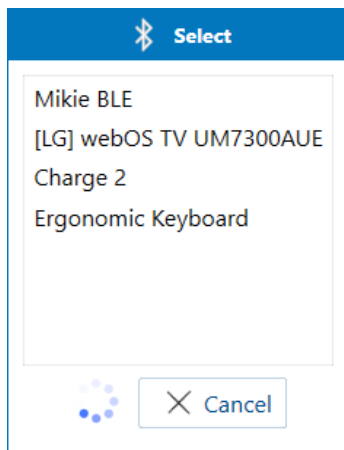 Select
Mikie BLE
[LG] webOS TV UM7300AUE
Charge 2
Ergonomic Keyboard
Cancel